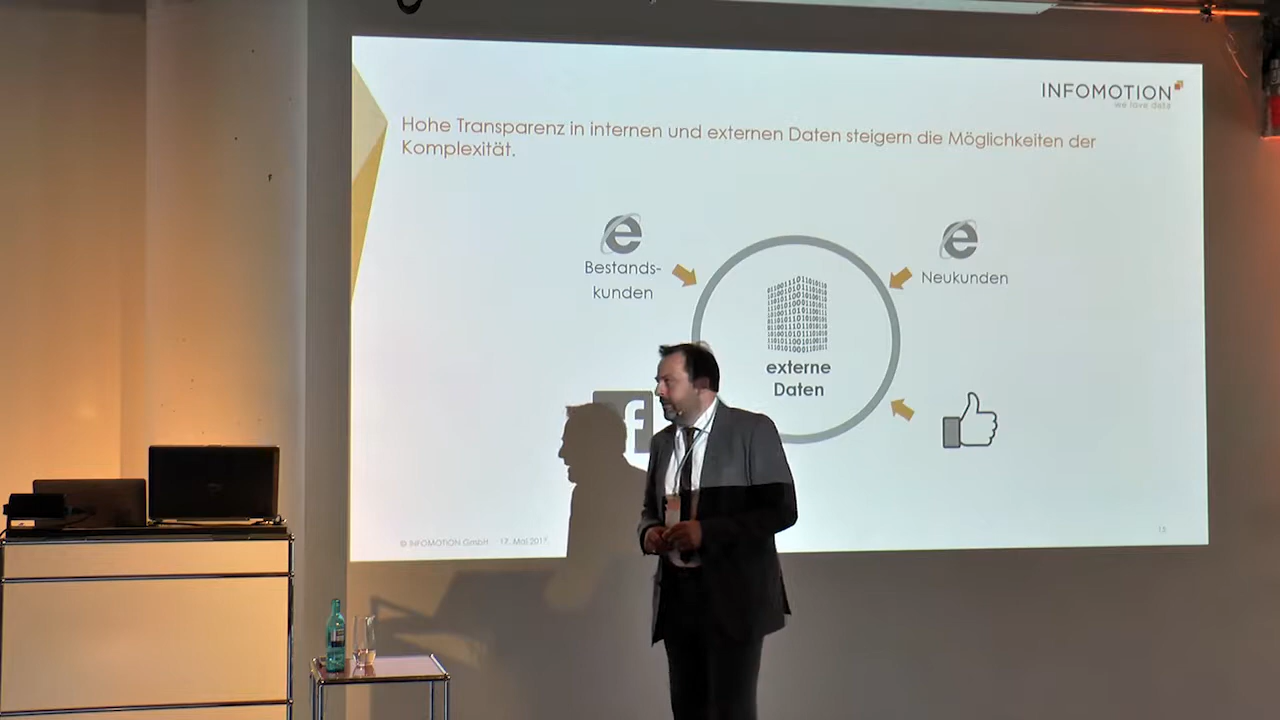 INFOMOTION
we love data
Hohe Transparenz in internen und externen Daten steigern die Möglichkeiten der
Komplexität.
Bestands-
kunden
Neukunden
externe
Daten
f
© INFOMOTION GmbH 17. Mai 2017